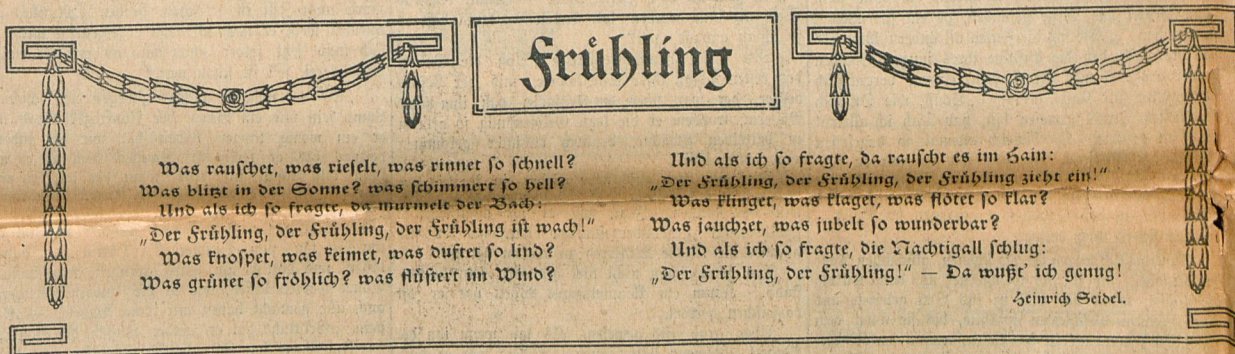 Frühling
Was rauschet, was rieselt, was rinnet so schnell?
Was blitzt in der Sonne? was schimmert so hell?
Und als ich so fragte, da murmelt der Bach:
„Der Frühling, der Frühling, der Frühling ist wach!“
Was knospet, was keimet, was duftet so lind?
Was grünet so fröhlich? was flüstert im Wind?
Und als ich so fragte, da rauscht es im Hain:
„Der Frühling, der Frühling, der Frühling zieht ein!“
Was klinget, was klaget, was flötet so klar?
Was jauchzet, was jubelt so wunderbar?
Und als ich so fragte, die Nachtigall schlug:
„Der Frühling, der Frühling!“ — Da wußt' ich genug!
Heinrich Seidel.